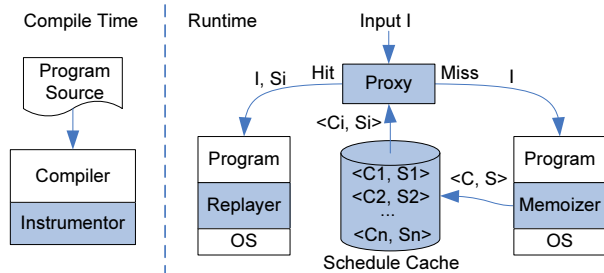 Compile Time
Runtime
Input I
Program
Source
I, Si
Hit
Proxy
Miss
I
<Ci, Si>
Compiler
Instrumentor
Program
Replayer
OS
<C1, S1>
<C2, S2>
...
<Cn, Sn>
Schedule Cache
<C, S>
Program
Memoizer
OS